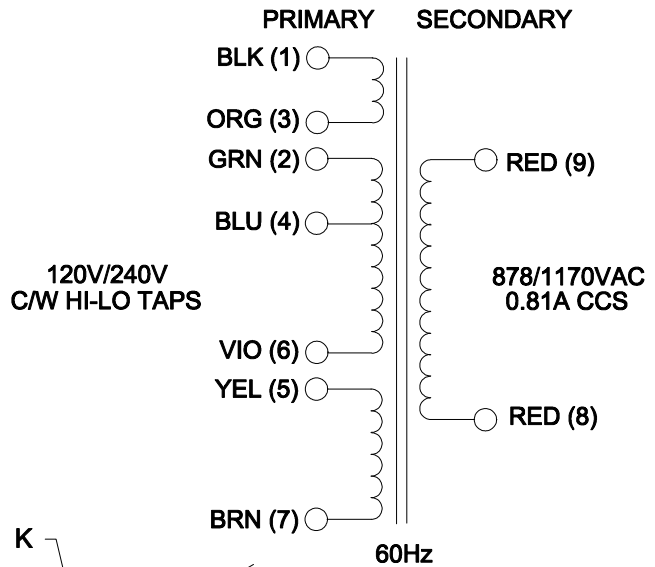 PRIMARY SECONDARY
BLK (1)
ORG (3)
GRN (2)
RED (9)
BLU (4)
120V/240V
C/W HI-LO TAPS
878/1170VAC
0.81A CCS
VIO (6)
YEL (5)
RED (8)
BRN (7)
K
60Hz